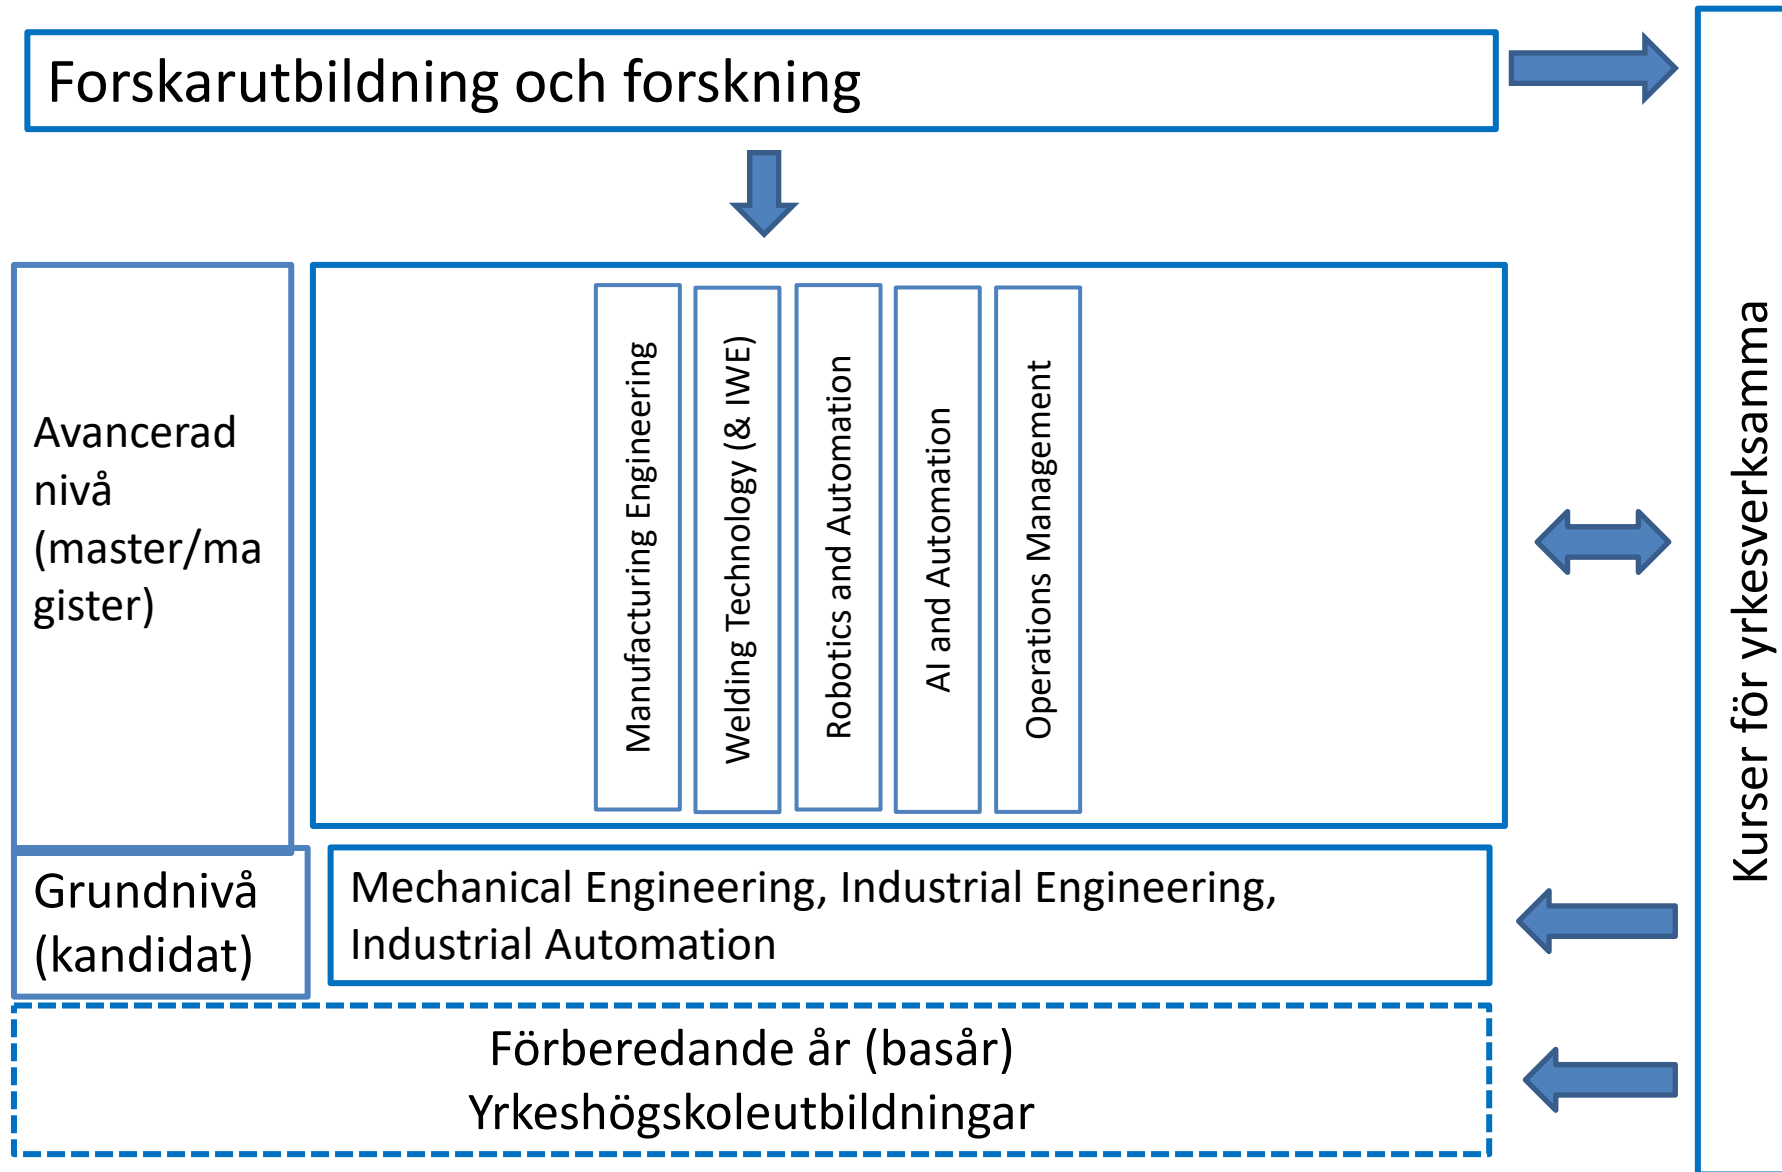 Forskarutbildning och forskning
Avancerad
nivå
(master/ma
gister)
Manufacturing Engineering
Welding Technology (& IWE)
Robotics and Automation
AI and Automation
Operations Management
Grundnivå
(kandidat)
Mechanical Engineering, Industrial Engineering,
Industrial Automation
Förberedande år (basår)
Yrkeshögskoleutbildningar
Kurser för yrkesverksamma